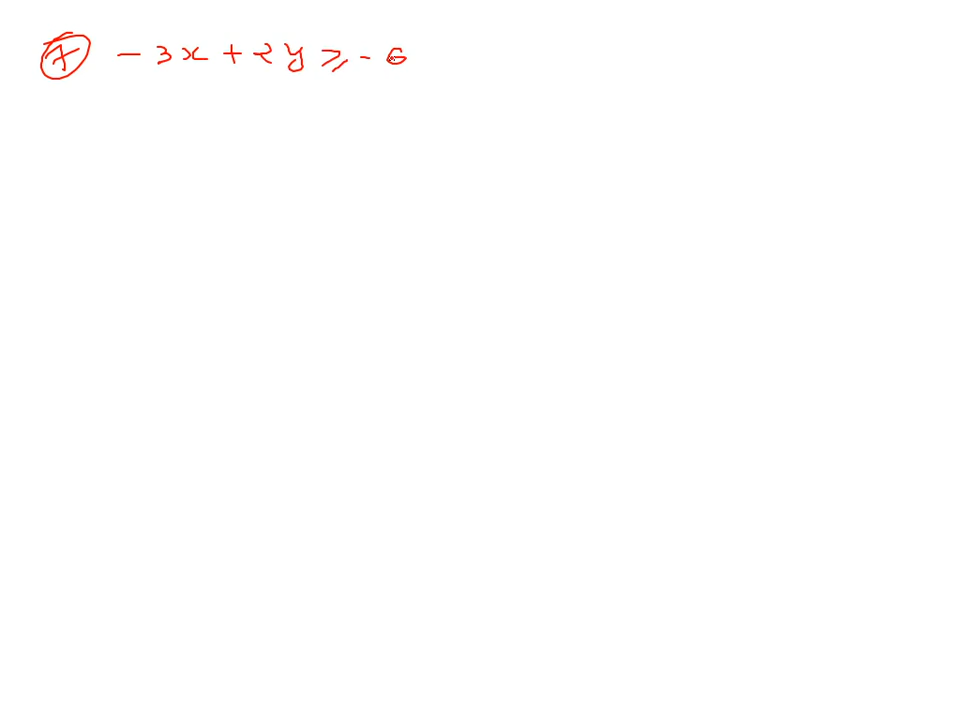 7 - 3x + 2y ≥ - 6